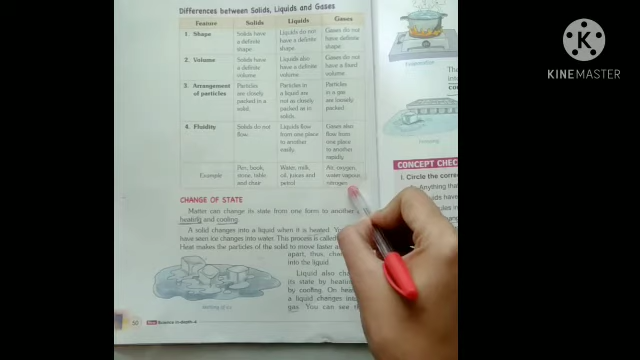 Differences between Solids, Liquids and Gases
Feature Solids Liquids Gases
1. Shape Solids have a definite shape Liquids do not have a definite shape Gases do not have definite shape
2. Volume Solids have a definite volume Liquids also have a definite volume Gases do not have a fixed volume
3. Arrangement of particles Particles are closely packed in a solid. Particles in a liquid are not as closely packed as in solids. Particles in a gas are loosely packed.
4. Fluidity Solids do not flow. Liquids flow from one place to another easily. Gases also flow from one place to another rapidly.
Example Pen, book, stone, table and chair Water, milk, oil, juices and petrol Air, oxygen, water vapour, nitrogen
CHANGE OF STATE
Matter can change its state from one form to another
heating and cooling.
A solid changes into a liquid when it is heated.
have seen ice changes into water. This process is called
Heat makes the particles of the solid to move faster
apart, thus,
into the liquid.
Liquid also
its state by heating
by cooling. On
a liquid changes
gas. You can see
Melting of ice
50 Science in-depth-4
KINEMASTER
CONCEPT CHEC
1. Circle the corre
Anything tha